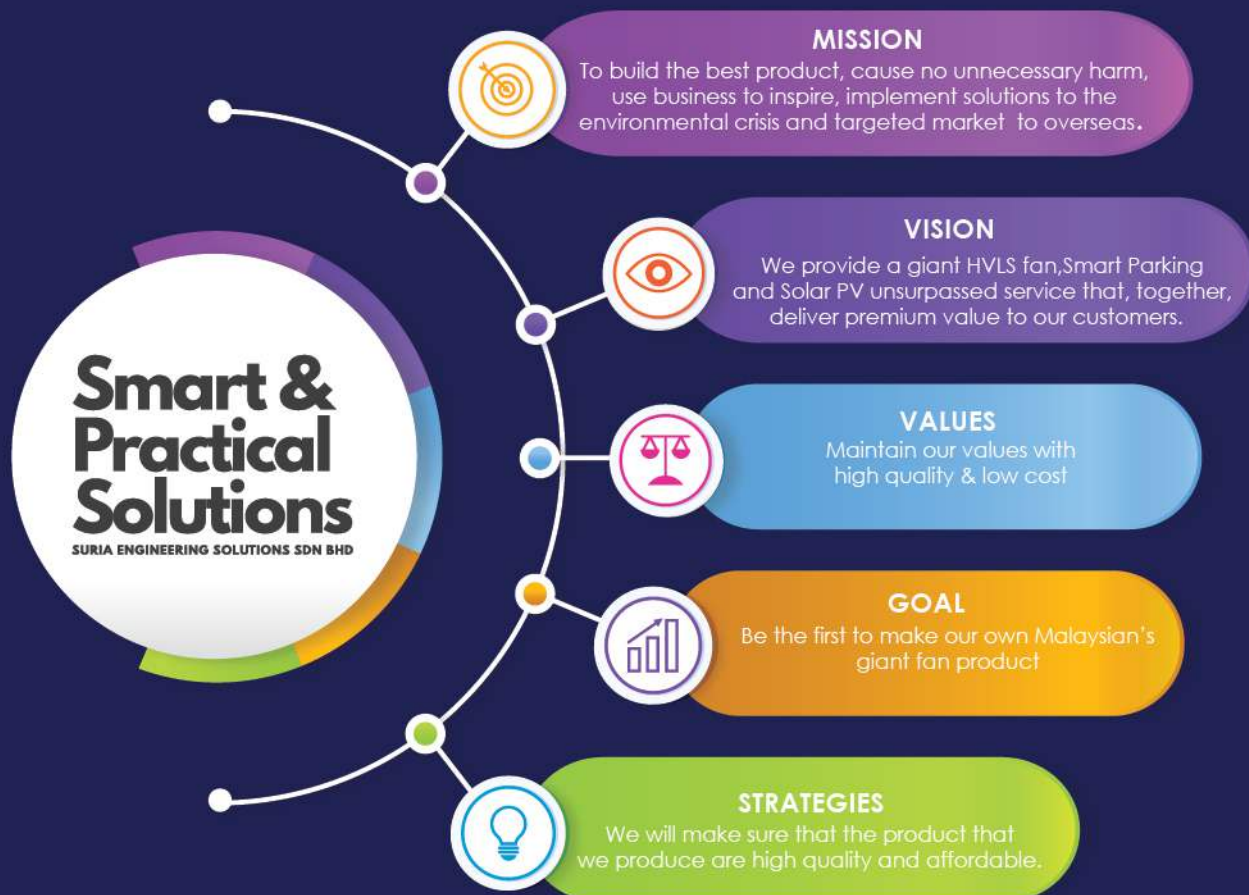 Smart &
Practical
Solutions
SURIA ENGINEERING SOLUTIONS SDN BHD
MISSION
To build the best product, cause no unnecessary harm,
use business to inspire, implement solutions to the
environmental crisis and targeted market to overseas.
VISION
We provide a giant HVLS fan,Smart Parking
and Solar PV unsurpassed service that, together,
deliver premium value to our customers.
VALUES
Maintain our values with
high quality & low cost
GOAL
Be the first to make our own Malaysian's
giant fan product
STRATEGIES
We will make sure that the product that
we produce are high quality and affordable.